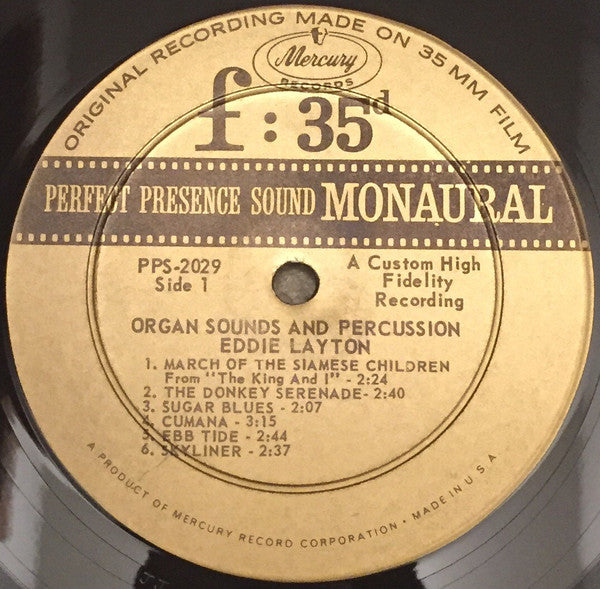 ORIGINAL RECORDING MADE ON 35 MM FILM
Mercury
RECORDS
f:35d
PERFECT PRESENCE SOUND MONAURAL
PPS-2029
Side 1
A Custom High
Fidelity
Recording
ORGAN SOUNDS AND PERCUSSION
EDDIE LAYTON
1. MARCH OF THE SIAMESE CHILDREN
From "The King And I" - 2:24
2. THE DONKEY SERENADE - 2:40
3. SUGAR BLUES - 2:07
4. CUMANA - 3:15
5. EBB TIDE - 2:44
6. SKYLINER - 2:37
A PRODUCT OF MERCURY RECORD CORPORATION • MADE IN U.S.A.